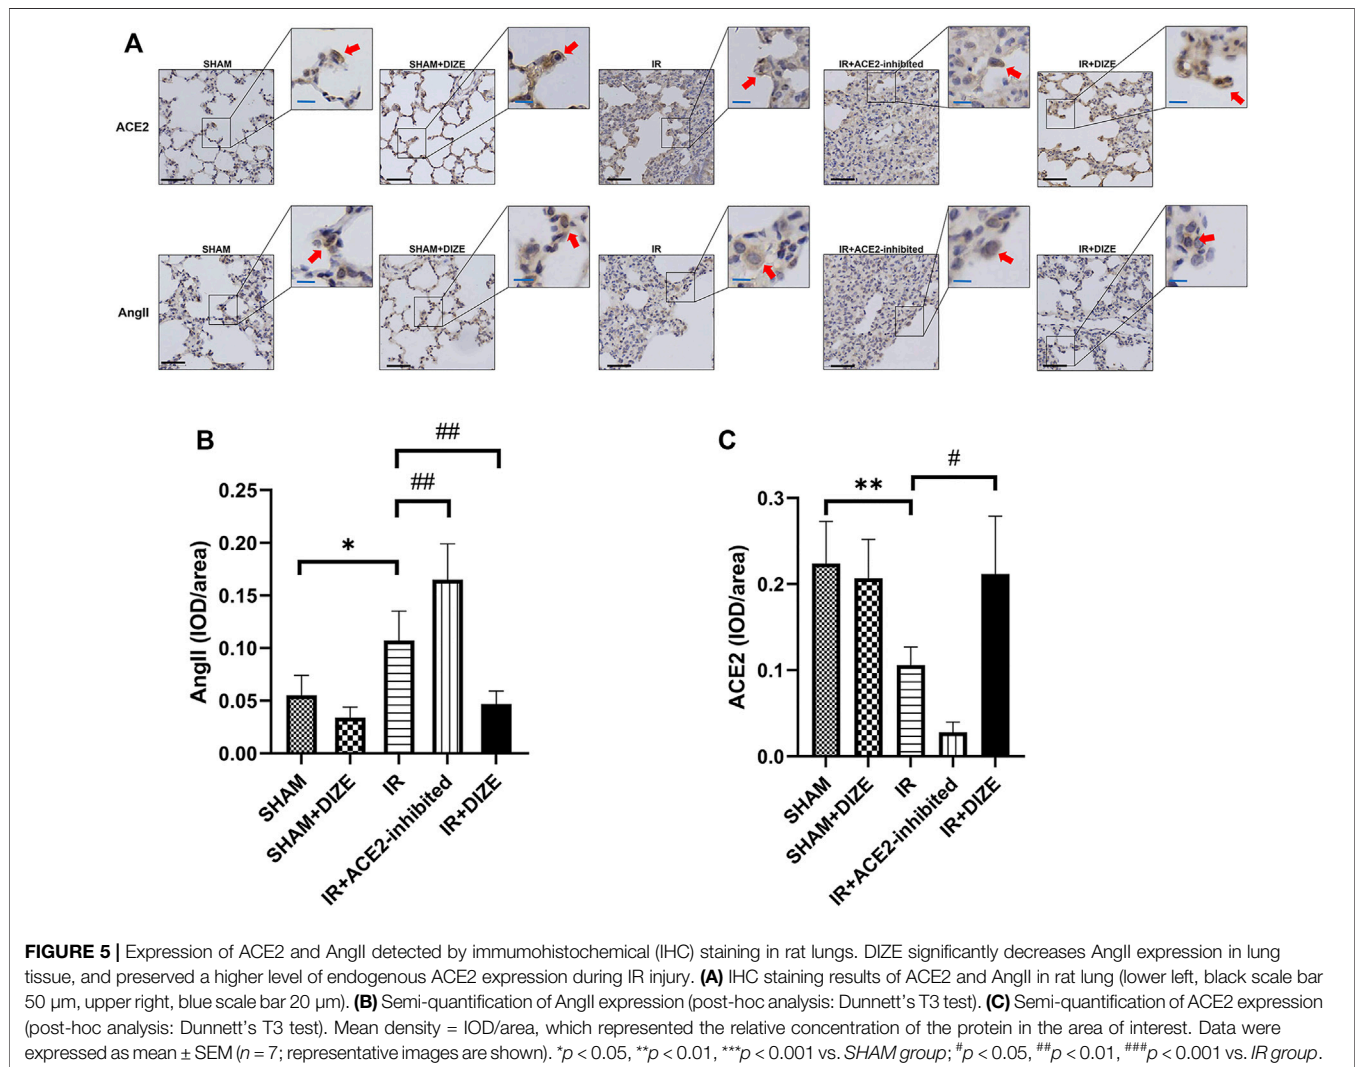 A
SHAM
SHAM+DIZE
IR
IR+ACE2-inhibited
IR+DIZE
ACE2
SHAM
SHAM+DIZE
IR
IR+ACE2-inhibited
IR+DIZE
AngII
B
##
##
*
AngII (IOD/area)
0.25
0.20
0.15
0.10
0.05
0.00
SHAM
SHAM+DIZE
IR
IR+ACE2-inhibited
IR+DIZE
C
#
**
ACE2 (IOD/area)
0.3
0.2
0.1
0.0
SHAM
SHAM+DIZE
IR
IR+ACE2-inhibited
IR+DIZE
FIGURE 5 | Expression of ACE2 and AngII detected by immumohistochemical (IHC) staining in rat lungs. DIZE significantly decreases AngII expression in lung
tissue, and preserved a higher level of endogenous ACE2 expression during IR injury. (A) IHC staining results of ACE2 and AngII in rat lung (lower left, black scale bar
50 μm, upper right, blue scale bar 20 μm). (B) Semi-quantification of AngII expression (post-hoc analysis: Dunnett's T3 test). (C) Semi-quantification of ACE2 expression
(post-hoc analysis: Dunnett's T3 test). Mean density = IOD/area, which represented the relative concentration of the protein in the area of interest. Data were
expressed as mean ± SEM (n = 7; representative images are shown). *p < 0.05, **p < 0.01, ***p < 0.001 vs. SHAM group; #p < 0.05, ##p < 0.01, ###p < 0.001 vs. IR group.